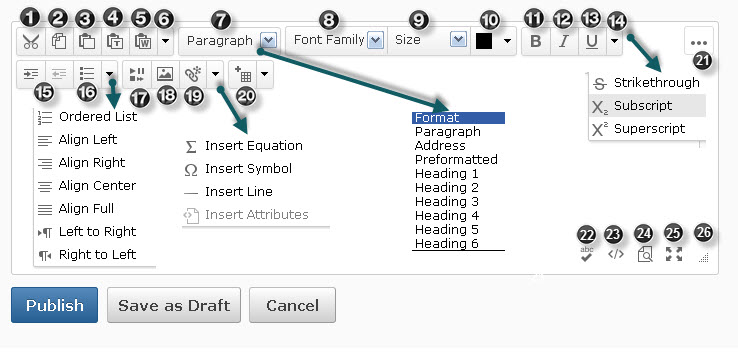 1 2 3 4 5 6 7 8 9 10 11 12 13 14
Paragraph Font Family Size B I U
21
15 16 17 18 19 20
Strikethrough
Subscript
Superscript
Ordered List
Align Left
Align Right
Align Center
Align Full
Left to Right
Right to Left
Insert Equation
Insert Symbol
Insert Line
Insert Attributes
Format
Paragraph
Address
Preformatted
Heading 1
Heading 2
Heading 3
Heading 4
Heading 5
Heading 6
22 23 24 25 26
abc
Publish Save as Draft Cancel